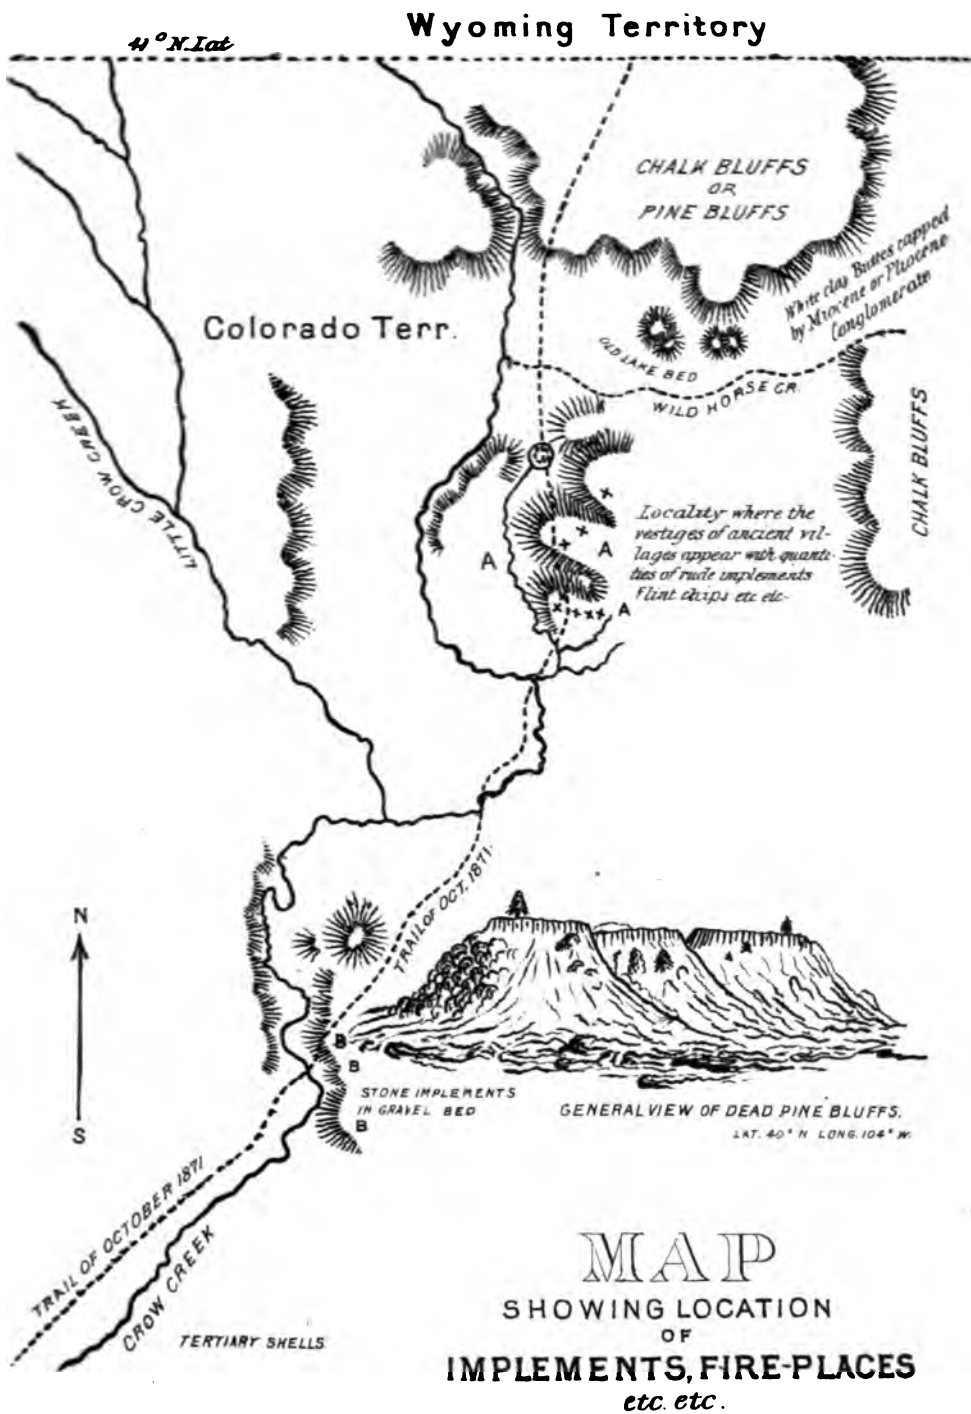 Wyoming Territory
41° N. Lat
CHALK BLUFFS
OR
PINE BLUFFS
White clay Buttes capped
by Miocene or Pliocene
Conglomerate
Colorado Terr.
OLD LAKE BED
WILD HORSE CR.
CHALK BLUFFS
LITTLE CROW CREEK
Locality where the
vestiges of ancient vil-
lages appear with quanti-
ties of rude implements
Flint chips etc etc-
A
A
A
N
S
TRAIL OF OCT. 1871.
B
B
B
STONE IMPLEMENTS
IN GRAVEL BED
GENERAL VIEW OF DEAD PINE BLUFFS.
LAT. 40° N LONG. 104° W.
TRAIL OF OCTOBER 1871
CROW CREEK
TERTIARY SHELLS
MAP
SHOWING LOCATION
OF
IMPLEMENTS, FIRE-PLACES
etc. etc.